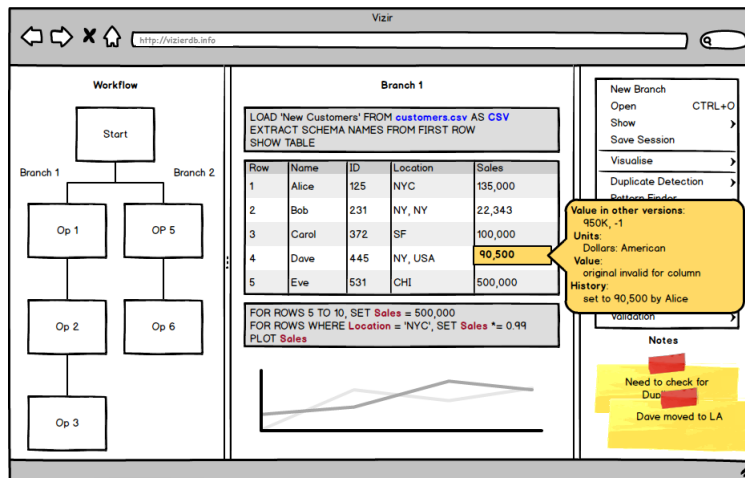 Vizir
http://vizierdb.info
Workflow
Start
Branch 1
Branch 2
Op 1
OP 5
Op 2
Op 6
Op 3
Branch 1
LOAD 'New Customers' FROM customers.csv AS CSV
EXTRACT SCHEMA NAMES FROM FIRST ROW
SHOW TABLE
Row Name ID Location Sales
1 Alice 125 NYC 135,000
2 Bob 231 NY, NY 22,343
3 Carol 372 SF 100,000
4 Dave 445 NY, USA 90,500
5 Eve 531 CHI 500,000
FOR ROWS 5 TO 10, SET Sales = 500,000
FOR ROWS WHERE Location = 'NYC', SET Sales *= 0.99
PLOT Sales
New Branch
Open CTRL+O
Show
Save Session
Visualise
Duplicate Detection
Pattern Finder
Value in other versions:
950K, -1
Units:
Dollars: American
Value:
original invalid for column
History:
set to 90,500 by Alice
Validation
Notes
Need to check for
Dave moved to LA